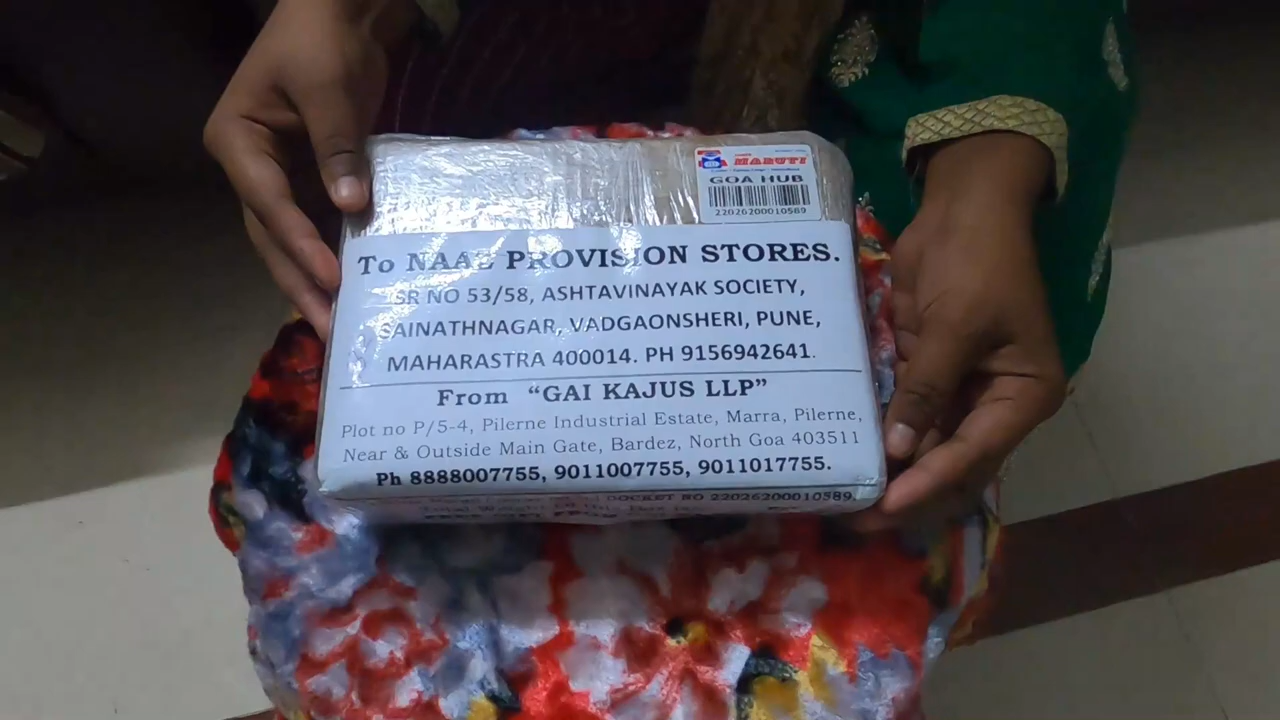 MARUTI
GOA HUB
22026200010589
To NAAZ PROVISION STORES.
SR NO 53/58, ASHTAVINAYAK SOCIETY,
SAINATHNAGAR, VADGAONSHERI, PUNE,
MAHARASTRA 400014. PH 9156942641.
From “GAI KAJUS LLP”
Plot no P/5-4, Pilerne Industrial Estate, Marra, Pilerne,
Near & Outside Main Gate, Bardez, North Goa 403511
Ph 8888007755, 9011007755, 9011017755.
DOCKET NO 22026200010589.
Total Weight